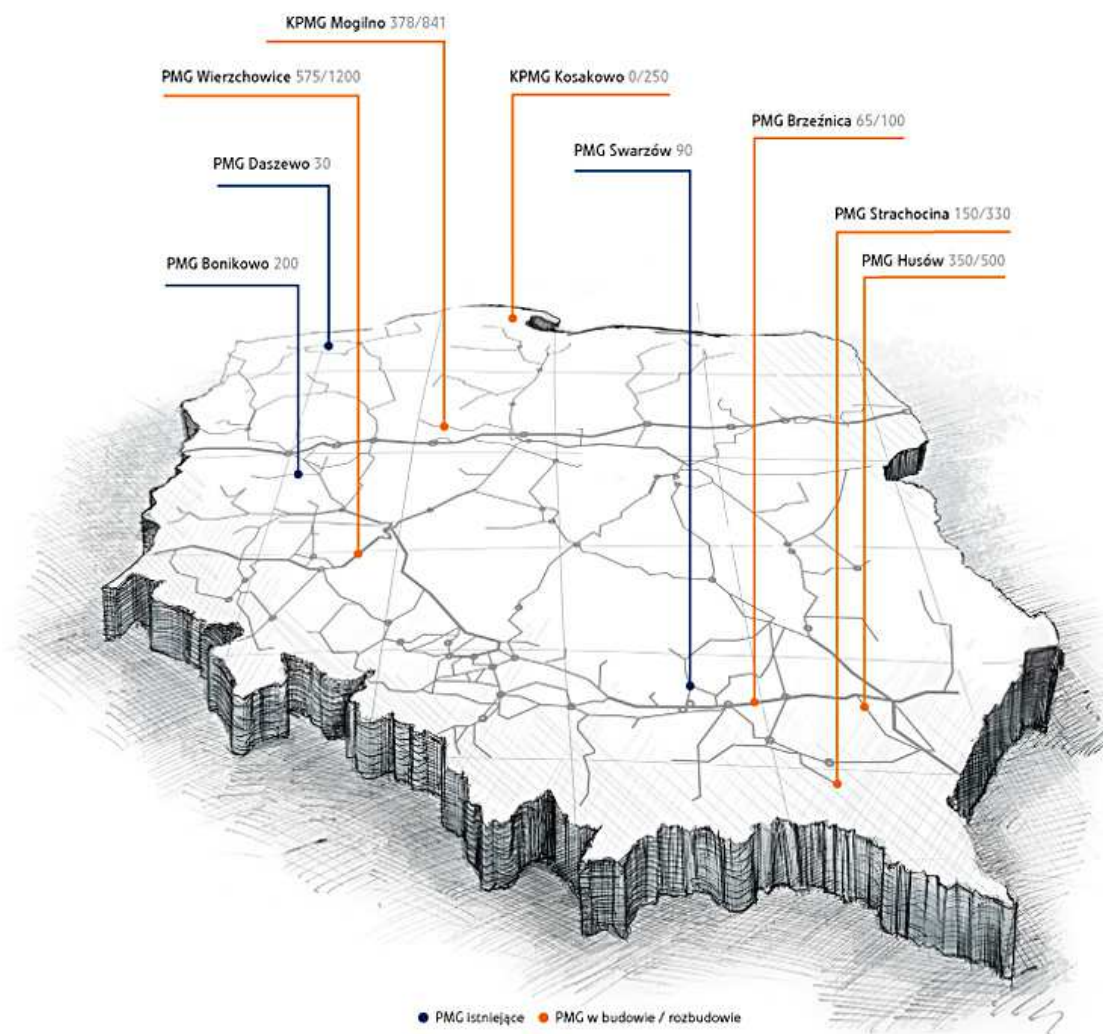 KPMG Mogilno 378/841
PMG Wierzchowice 575/1200
KPMG Kosakowo 0/250
PMG Brzeźnica 65/100
PMG Daszewo 30
PMG Swarzów 90
PMG Strachocina 150/330
PMG Bonikowo 200
PMG Husów 350/500
PMG istniejące
PMG w budowie / rozbudowie